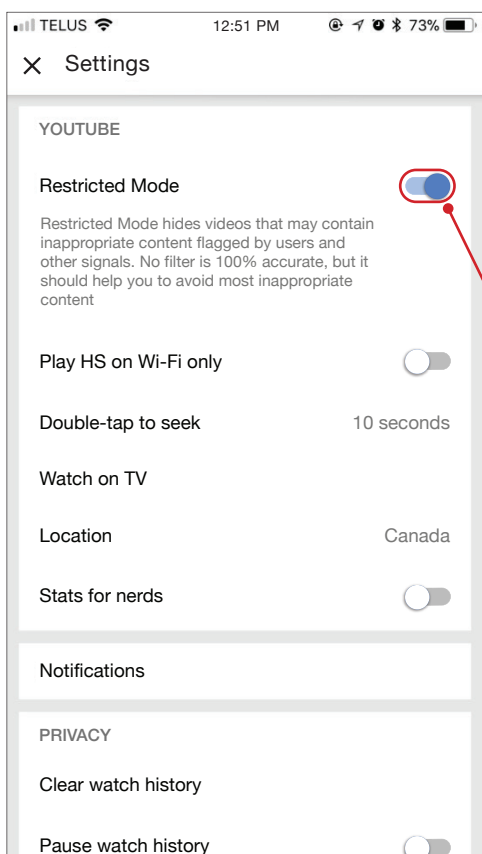 TELUS 12:51 PM 73%
Settings
YOUTUBE
Restricted Mode
Restricted Mode hides videos that may contain
inappropriate content flagged by users and
other signals. No filter is 100% accurate, but it
should help you to avoid most inappropriate
content
Play HS on Wi-Fi only
Double-tap to seek 10 seconds
Watch on TV
Location Canada
Stats for nerds
Notifications
PRIVACY
Clear watch history
Pause watch history